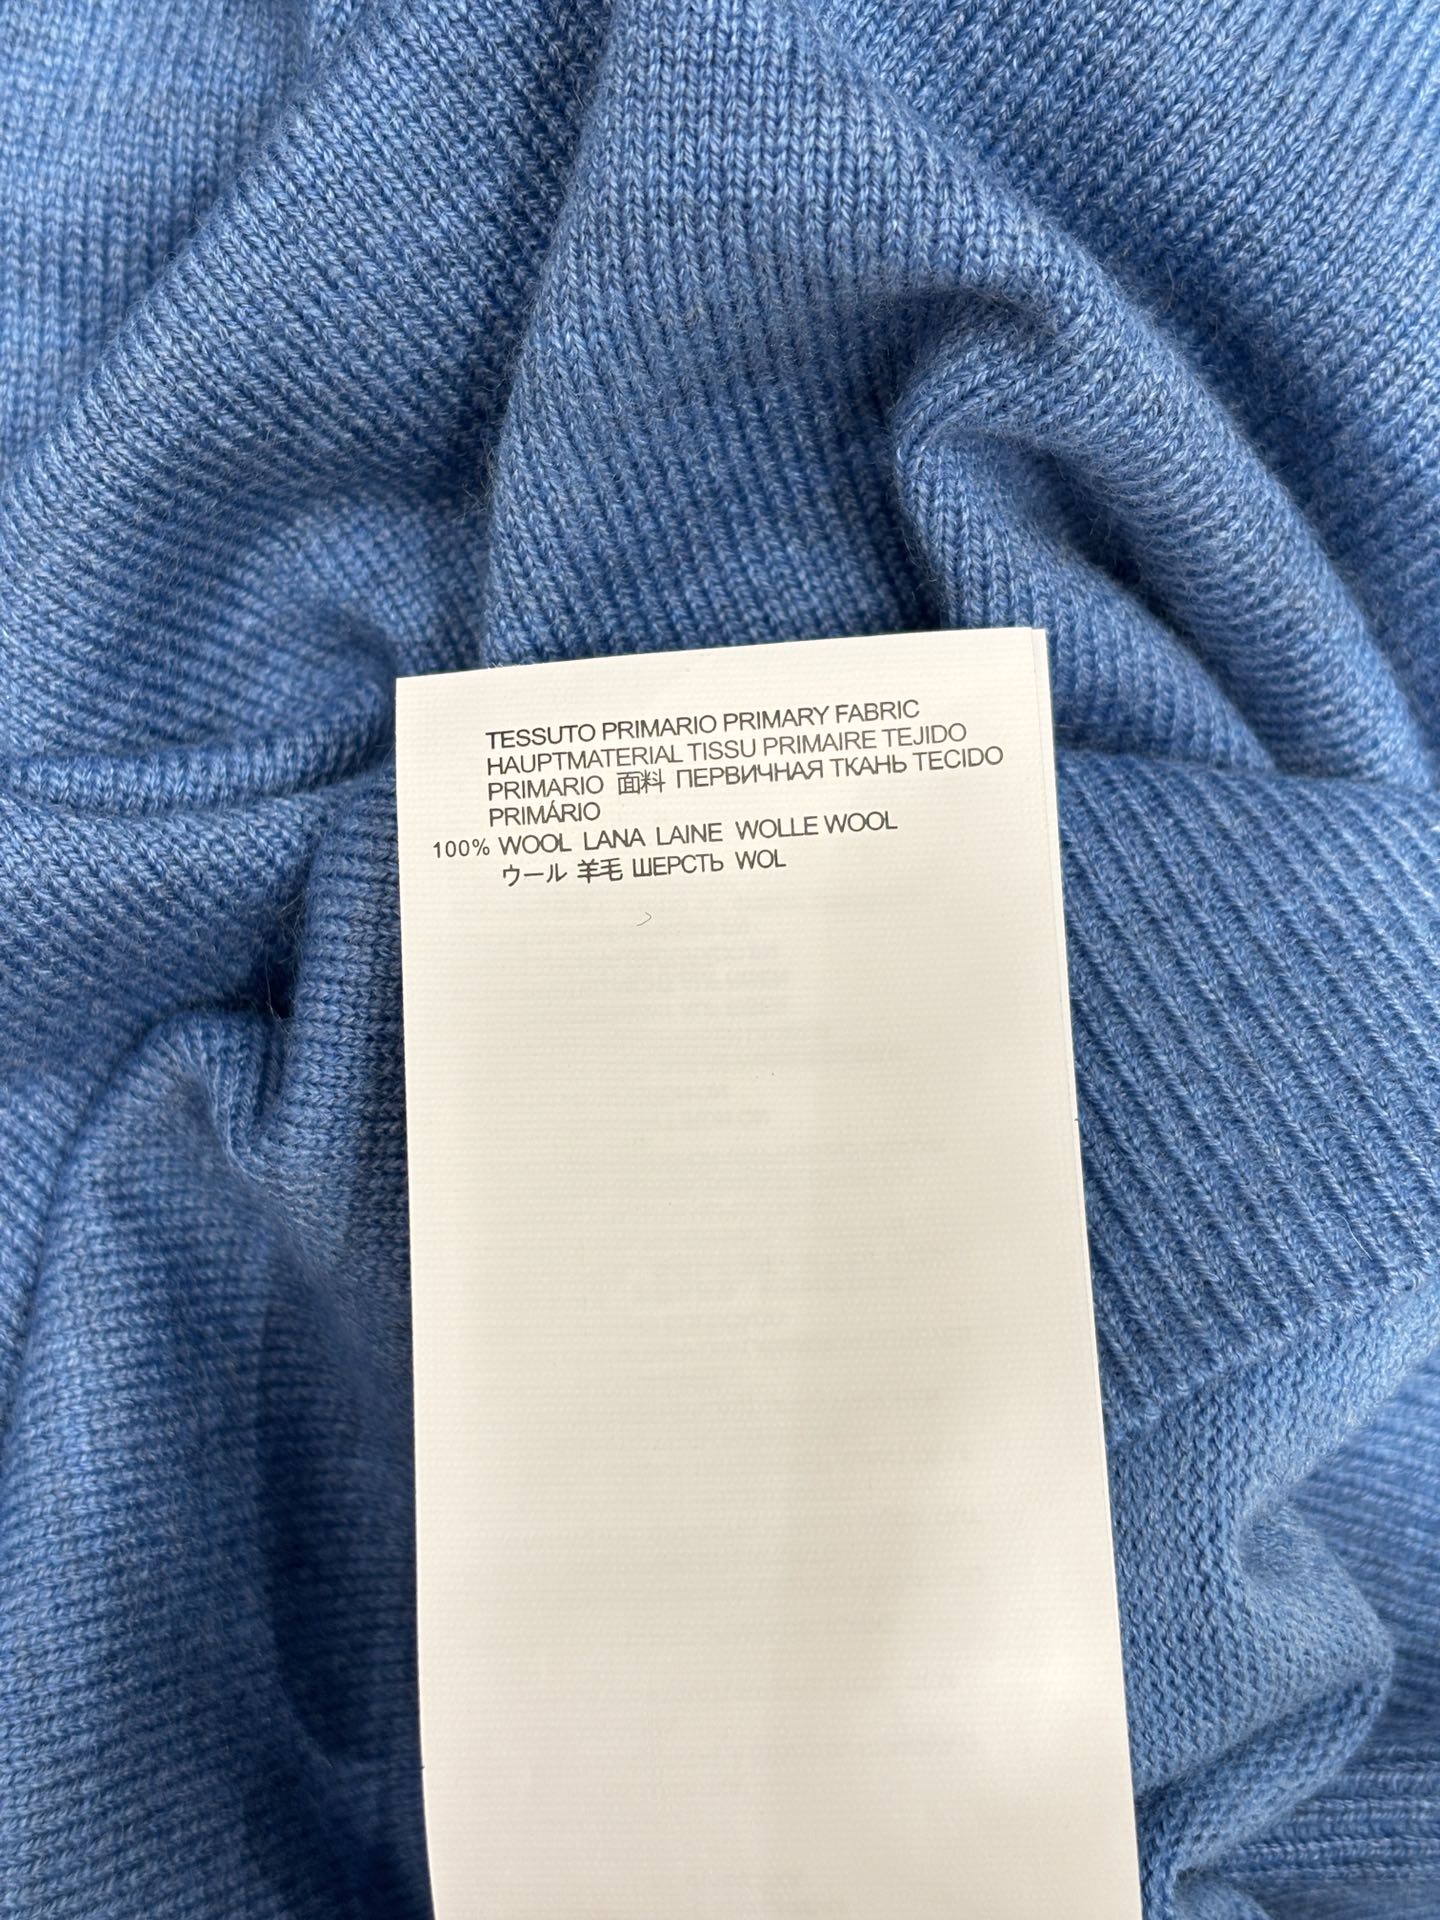 TESSUTO PRIMARIO PRIMARY FABRIC
HAUPTMATERIAL TISSU PRIMAIRE TEJIDO
PRIMARIO 面料 ПЕРВИЧНАЯ ТКАНЬ TECIDO
PRIMÁRIO
100% WOOL LANA LAINE WOLLE WOOL
ウール 羊毛 ШЕРСТЬ WOL